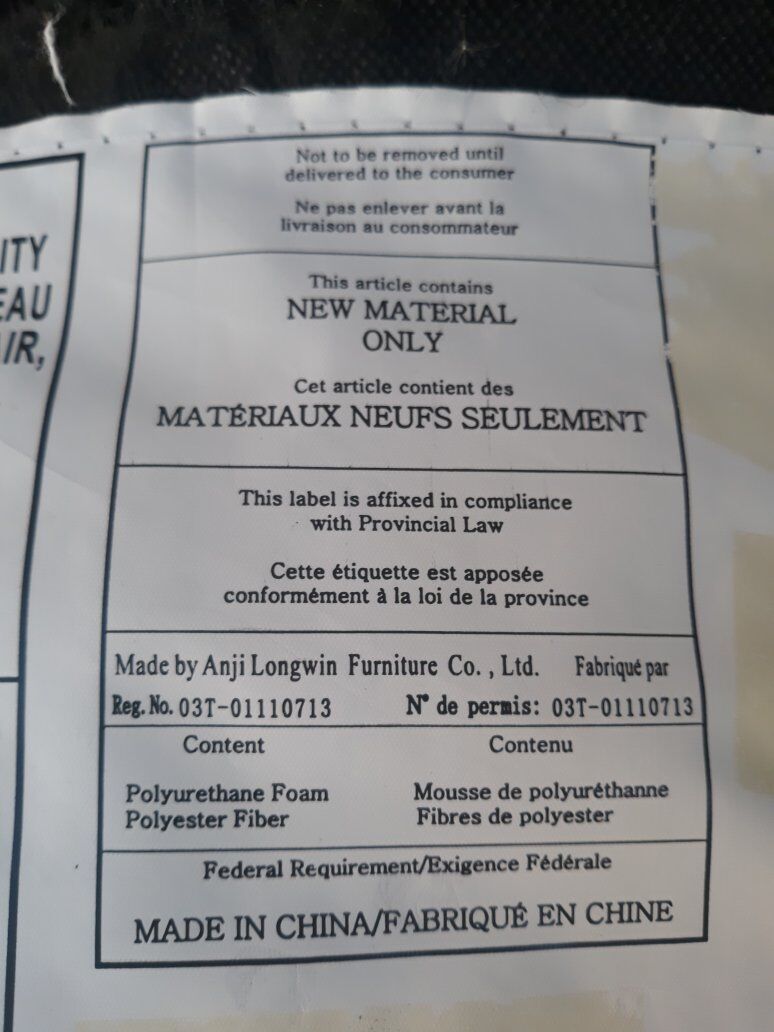 ITY
EAU
IR,
Not to be removed until
delivered to the consumer
Ne pas enlever avant la
livraison au consommateur
This article contains
NEW MATERIAL
ONLY
Cet article contient des
MATÉRIAUX NEUFS SEULEMENT
This label is affixed in compliance
with Provincial Law
Cette étiquette est apposée
conformément à la loi de la province
Made by Anji Longwin Furniture Co., Ltd. Fabriqué par
Reg. No. 03T-01110713 N° de permis: 03T-01110713
Content Contenu
Polyurethane Foam Mousse de polyuréthanne
Polyester Fiber Fibres de polyester
Federal Requirement/Exigence Fédérale
MADE IN CHINA/FABRIQUÉ EN CHINE